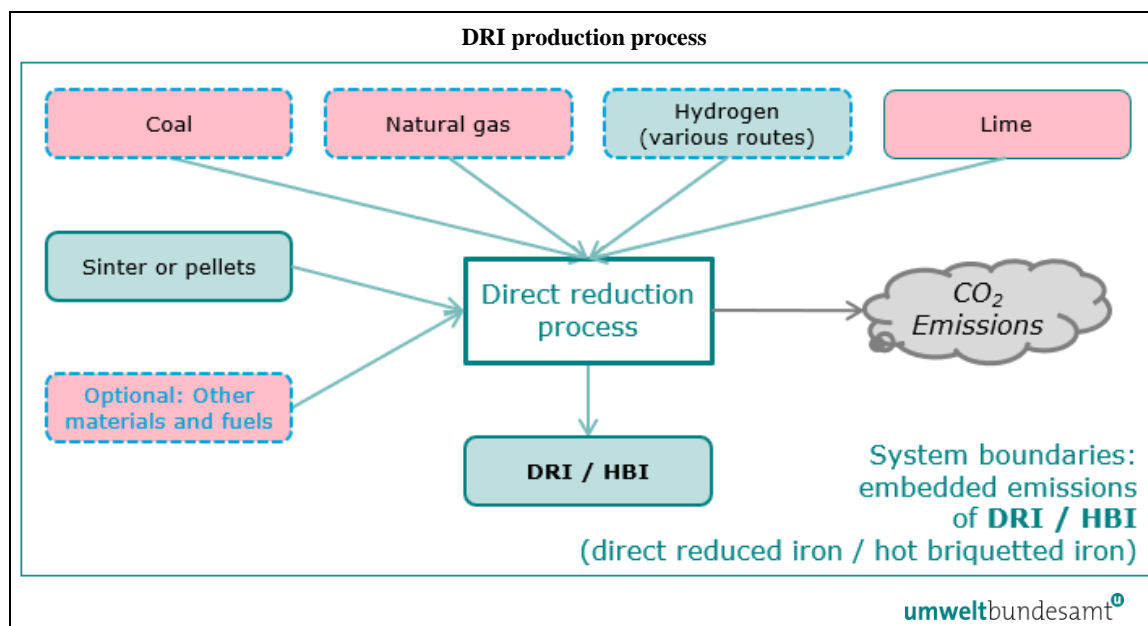 DRI production process
Coal
Natural gas
Hydrogen
(various routes)
Lime
Sinter or pellets
Direct reduction
process
CO₂
Emissions
Optional: Other
materials and fuels
DRI / HBI
System boundaries:
embedded emissions
of DRI / HBI
(direct reduced iron / hot briquetted iron)
umweltbundesamt
u